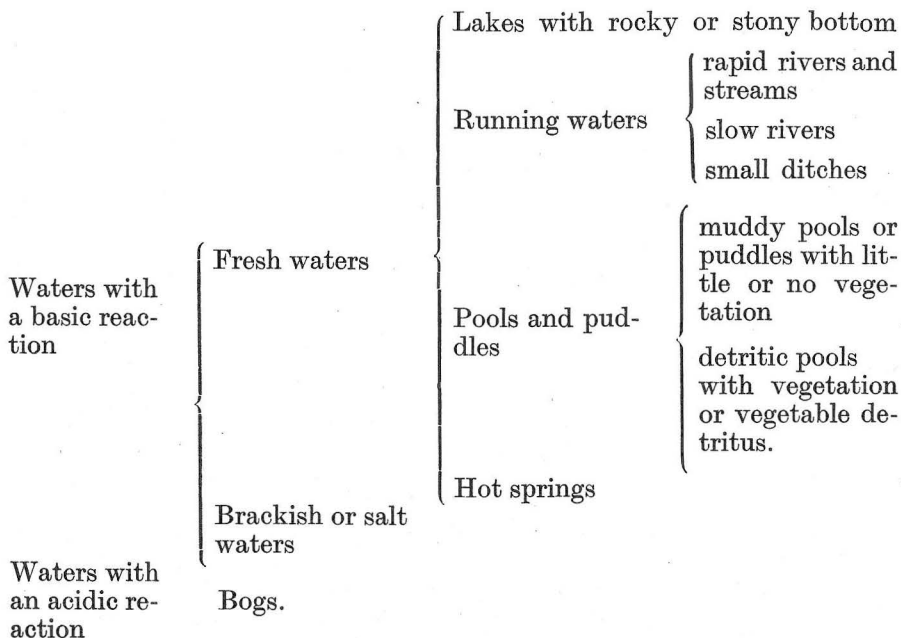 Lakes with rocky or stony bottom
Running waters
rapid rivers and
streams
slow rivers
small ditches
Waters with
a basic reac-
tion
Fresh waters
Pools and pud-
dles
muddy pools or
puddles with lit-
tle or no vege-
tation
detritic pools
with vegetation
or vegetable de-
tritus.
Hot springs
Brackish or salt
waters
Waters with
an acidic re-
action
Bogs.